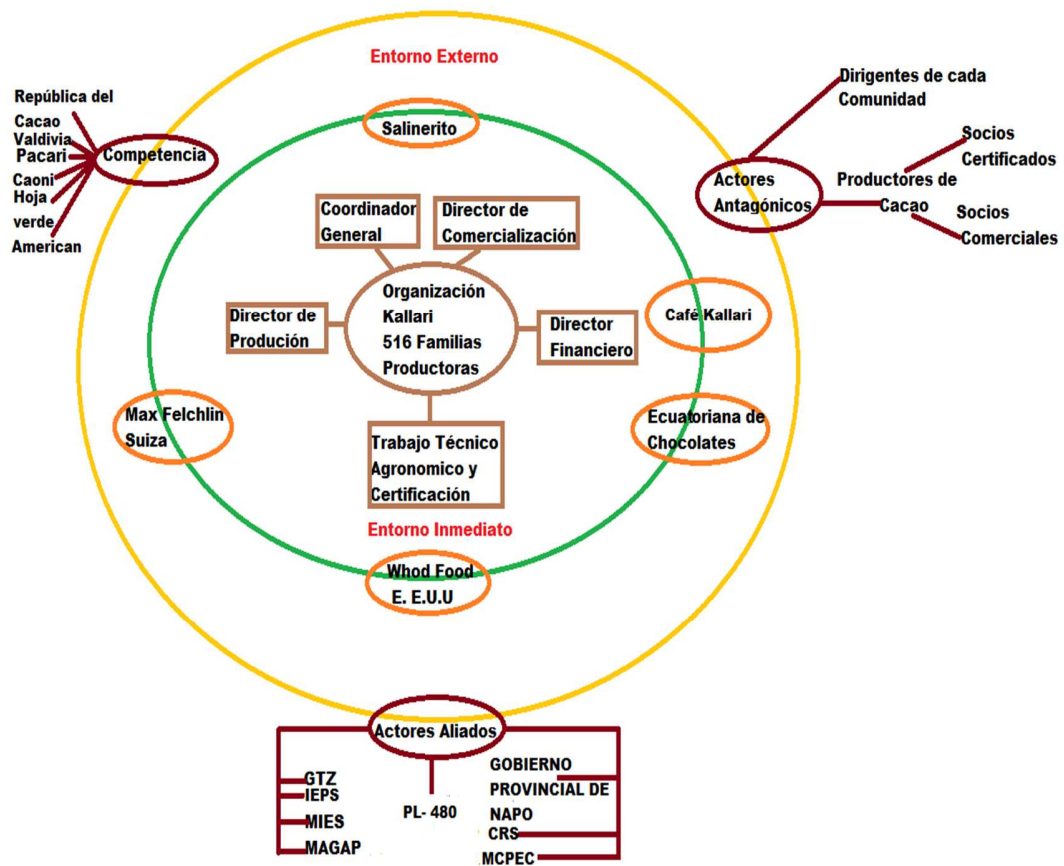 Entorno Externo
República del
Cacao
Valdivia
Pacari
Caoni
Hoja
verde
American
Competencia
Salinerito
Dirigentes de cada
Comunidad
Socios
Certificados
Actores
Antagónicos
Productores de
Cacao
Socios
Comerciales
Coordinador
General
Director de
Comercialización
Organización
Kallari
516 Familias
Productoras
Director de
Produción
Director
Financiero
Café Kallari
Max Felchlin
Suiza
Ecuatoriana de
Chocolates
Trabajo Técnico
Agronomico y
Certificación
Entorno Inmediato
Whod Food
E. E.U.U
Actores Aliados
GTZ
IEPS
MIES
MAGAP
PL- 480
GOBIERNO
PROVINCIAL DE
NAPO
CRS
MCPEC